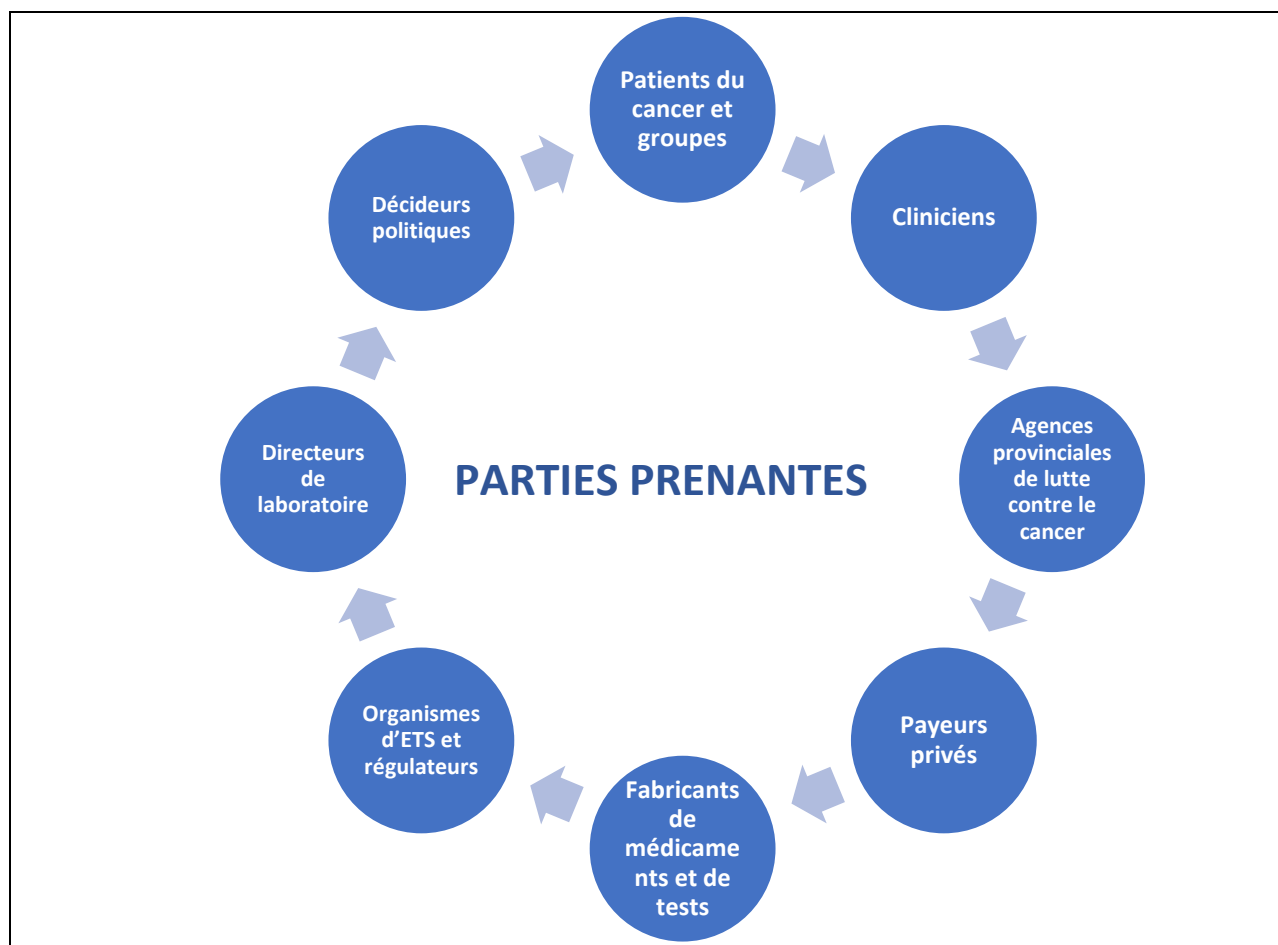 Patients du
cancer et
groupes
Cliniciens
Agences
provinciales
de lutte
contre le
cancer
Payeurs
privés
Fabricants
de
médicame
nts et de
tests
Organismes
d’ETS et
régulateurs
Directeurs
de
laboratoire
Décideurs
politiques
PARTIES PRENANTES